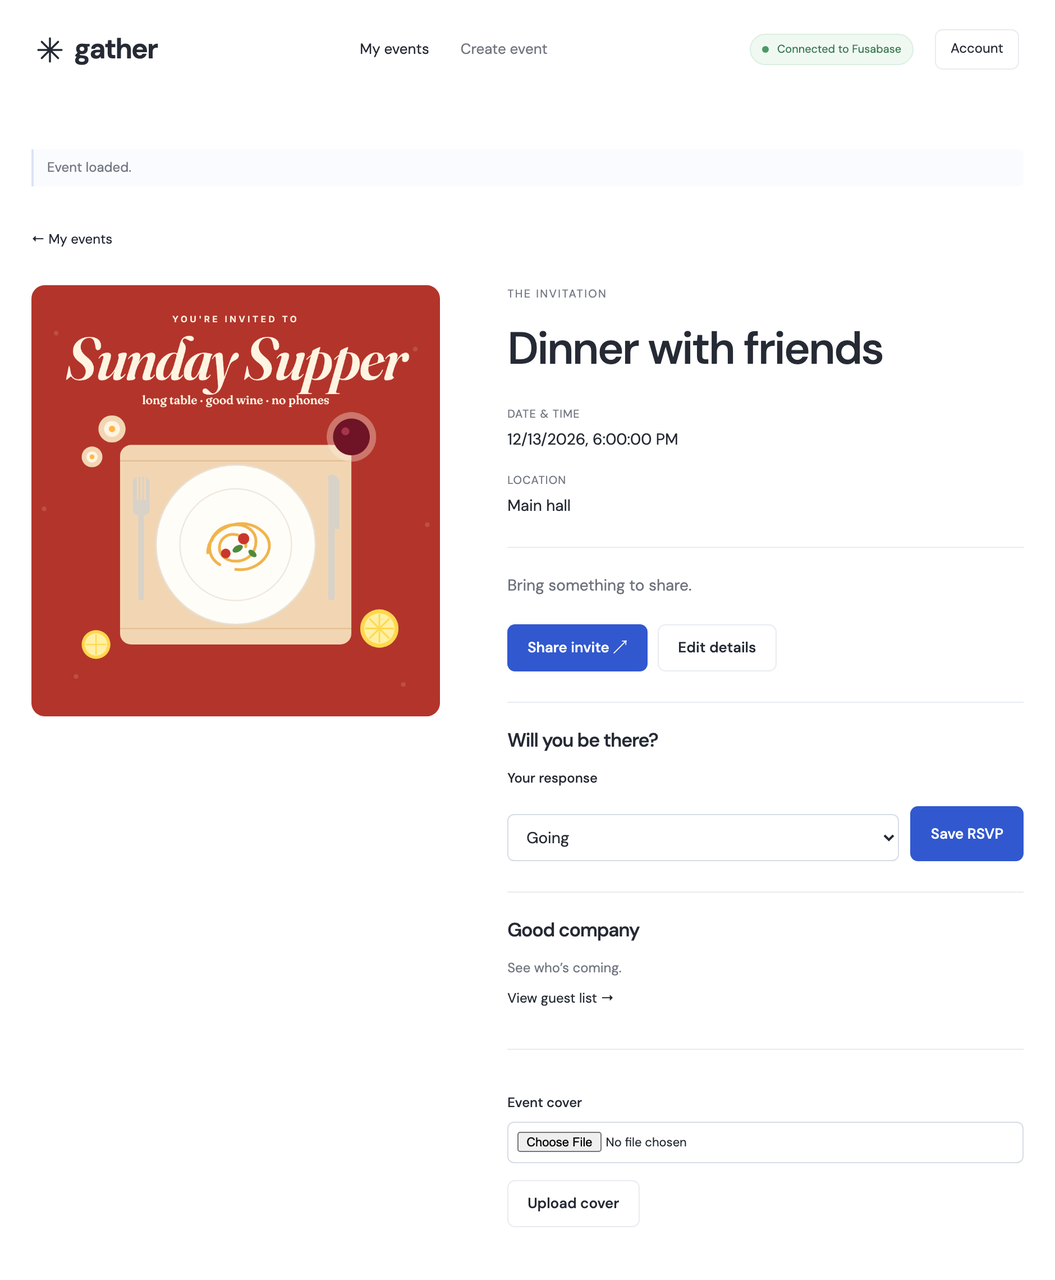 gather
My events
Create event
Connected to Fusabase
Account
Event loaded.
← My events
YOU'RE INVITED TO
Sunday Supper
long table · good wine · no phones
THE INVITATION
Dinner with friends
DATE & TIME
12/13/2026, 6:00:00 PM
LOCATION
Main hall
Bring something to share.
Share invite ↗
Edit details
Will you be there?
Your response
Going
Save RSVP
Good company
See who’s coming.
View guest list →
Event cover
Choose File No file chosen
Upload cover